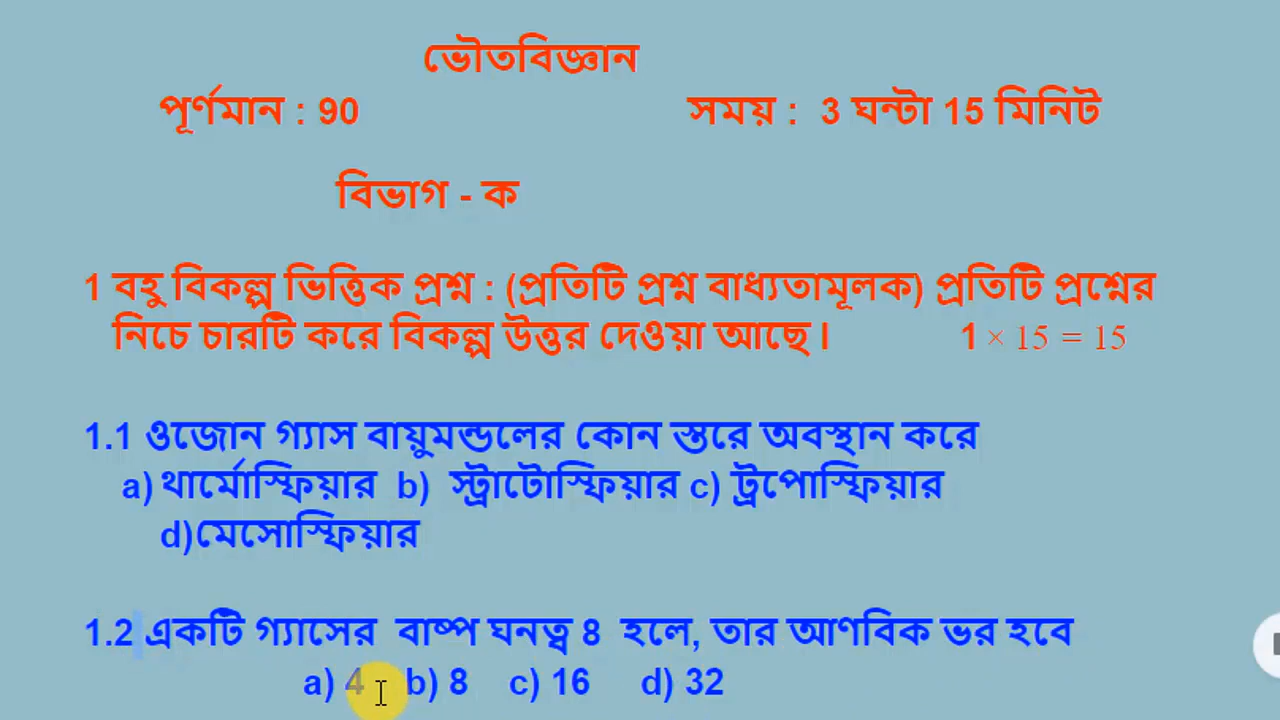 ভৌতবিজ্ঞান
পূর্ণমান : 90 সময় : 3 ঘন্টা 15 মিনিট
বিভাগ - ক
1 বহু বিকল্প ভিত্তিক প্রশ্ন : (প্রতিটি প্রশ্ন বাধ্যতামূলক) প্রতিটি প্রশ্নের
নিচে চারটি করে বিকল্প উত্তর দেওয়া আছে । 1 × 15 = 15
1.1 ওজোন গ্যাস বায়ুমন্ডলের কোন স্তরে অবস্থান করে
a) থার্মোস্ফিয়ার b) স্ট্রাটোস্ফিয়ার c) ট্রপোস্ফিয়ার
d)মেসোস্ফিয়ার
1.2 একটি গ্যাসের বাষ্প ঘনত্ব 8 হলে, তার আণবিক ভর হবে
a) 4 b) 8 c) 16 d) 32